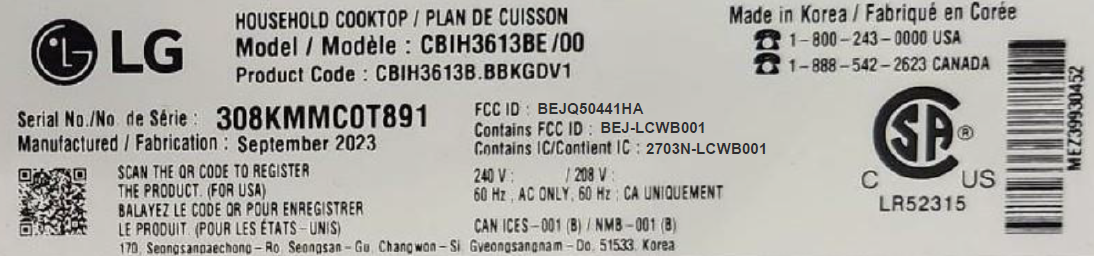 LG
HOUSEHOLD COOKTOP / PLAN DE CUISSON
Model / Modèle : CBIH3613BE/00
Product Code : CBIH3613B.BBKGDV1
Made in Korea / Fabriqué en Corée
1-800-243-0000 USA
1-888-542-2623 CANADA
Serial No./No. de Série : 308KMMC0T891
Manufactured / Fabrication : September 2023
FCC ID : BEJQ50441HA
Contains FCC ID : BEJ-LCWB001
Contains IC/Contient IC : 2703N-LCWB001
240 V : / 208 V :
60 Hz , AC ONLY, 60 Hz , CA UNIQUEMENT
CAN ICES-001 (B) / NMB-001 (B)
SCAN THE QR CODE TO REGISTER
THE PRODUCT. (FOR USA)
BALAYEZ LE CODE QR POUR ENREGISTRER
LE PRODUIT. (POUR LES ÉTATS-UNIS)
170, Seongsanpaechong-Ro, Seongsan-Gu, Changwon-Si, Gyeongsangnam-Do, 51533, Korea
CSA ®
C US
LR52315
MEZ39930452